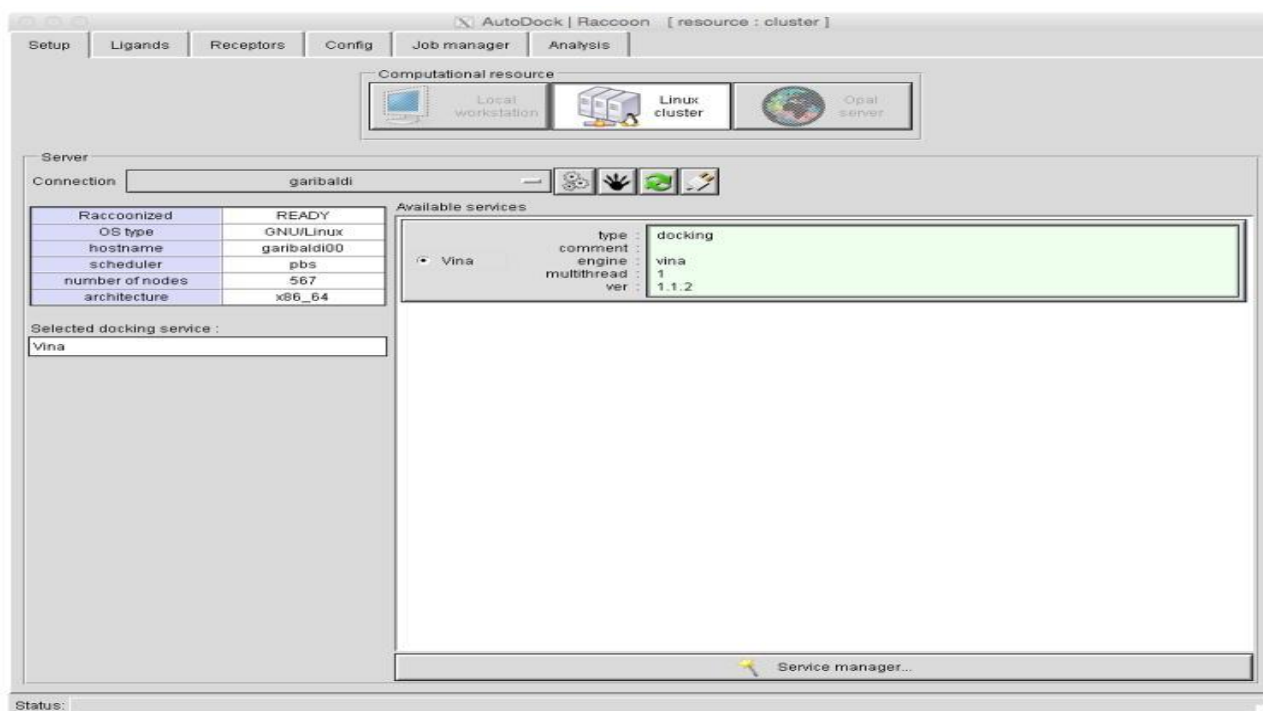 AutoDock | Raccoon [ resource : cluster ]
Setup Ligands Receptors Config Job manager Analysis
Computational resource
Local workstation
Linux cluster
Opal server
Server
Connection garibaldi
Raccoonized READY
OS type GNU/Linux
hostname garibaldi00
scheduler pbs
number of nodes 567
architecture x86_64
Selected docking service :
Vina
Available services
Vina
type : docking
comment :
engine : vina
multithread : 1
ver : 1.1.2
Service manager...
Status: